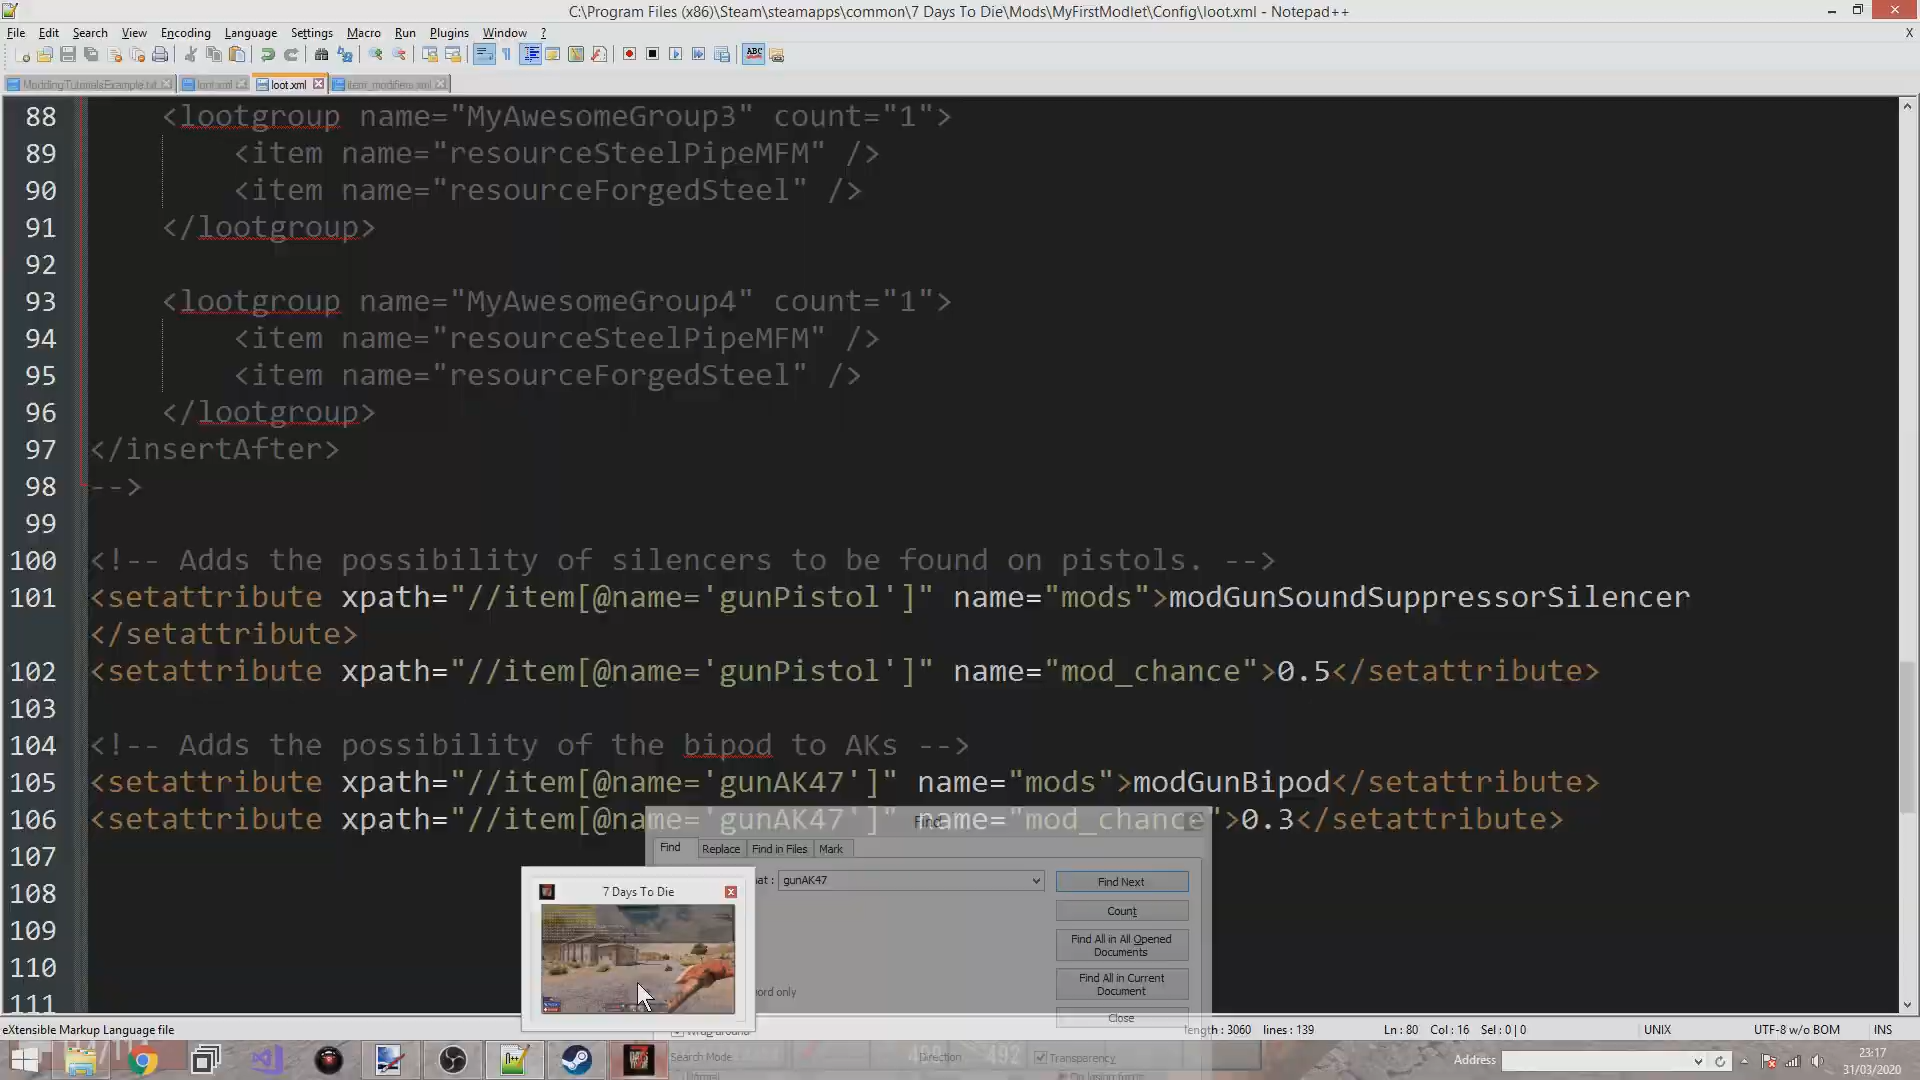 C:\Program Files (x86)\Steam\steamapps\common\7 Days To Die\Mods\MyFirstModlet\Config\loot.xml - Notepad++
File Edit Search View Encoding Language Settings Macro Run Plugins Window ? X
ModdingTutorialsExample.txt loot.xml loot.xml item_modifiers.xml
88 <lootgroup name="MyAwesomeGroup3" count="1">
89 <item name="resourceSteelPipeMFM" />
90 <item name="resourceForgedSteel" />
91 </lootgroup>
92
93 <lootgroup name="MyAwesomeGroup4" count="1">
94 <item name="resourceSteelPipeMFM" />
95 <item name="resourceForgedSteel" />
96 </lootgroup>
97 </insertAfter>
98 -->
99
100 <!-- Adds the possibility of silencers to be found on pistols. -->
101 <setattribute xpath="//item[@name='gunPistol']" name="mods">modGunSoundSuppressorSilencer
</setattribute>
102 <setattribute xpath="//item[@name='gunPistol']" name="mod_chance">0.5</setattribute>
103
104 <!-- Adds the possibility of the bipod to AKs -->
105 <setattribute xpath="//item[@name='gunAK47']" name="mods">modGunBipod</setattribute>
106 <setattribute xpath="//item[@name='gunAK47']" name="mod_chance">0.3</setattribute>
107
108
109
110
111
Find
Find Replace Find in Files Mark
at : gunAK47 Find Next
Count
Find All in All Opened
Documents
Find All in Current
Document
Close
ord only
Wrap around
Search Mode Direction Transparency
7 Days To Die
eXtensible Markup Language file length : 3060 lines : 139 Ln : 80 Col : 16 Sel : 0 | 0 UNIX UTF-8 w/o BOM INS
Address 23:17
31/03/2020